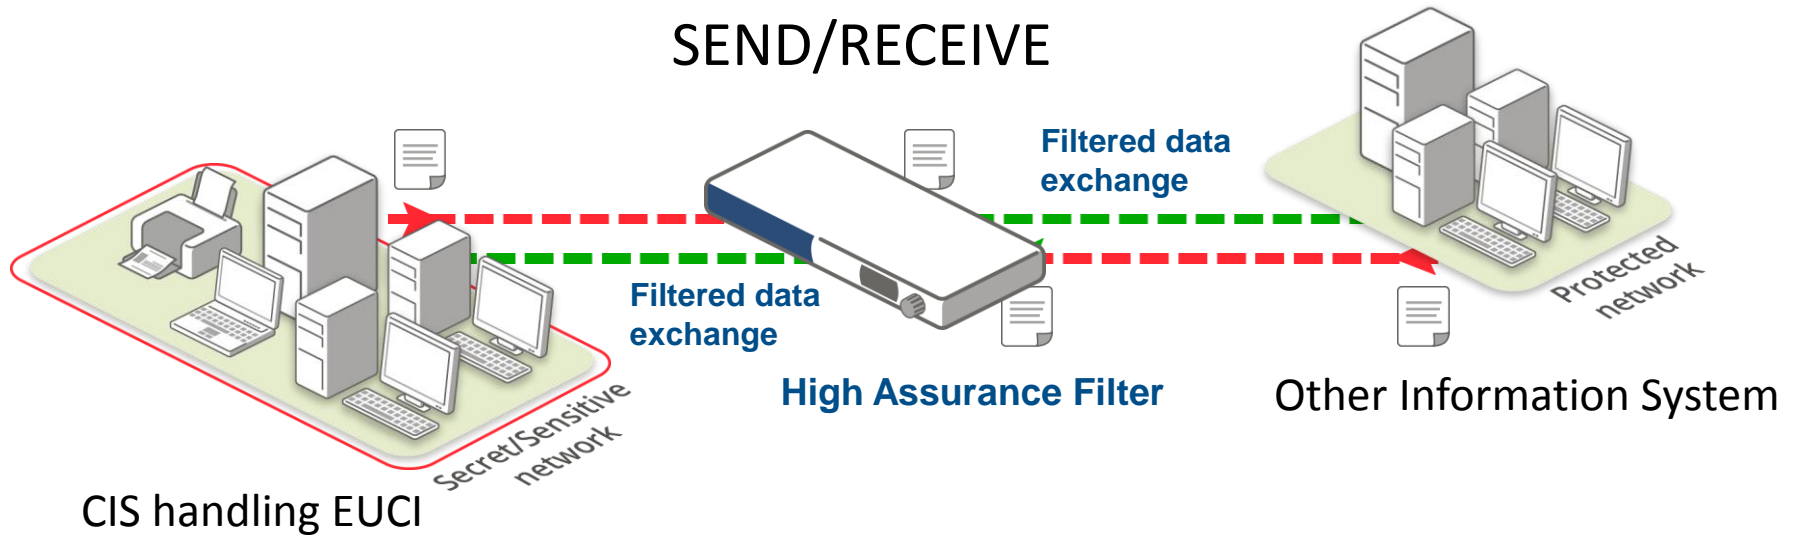 SEND/RECEIVE
Filtered data
exchange
Filtered data
exchange
Protected
network
High Assurance Filter
Other Information System
Secret/Sensitive
network
CIS handling EUCI